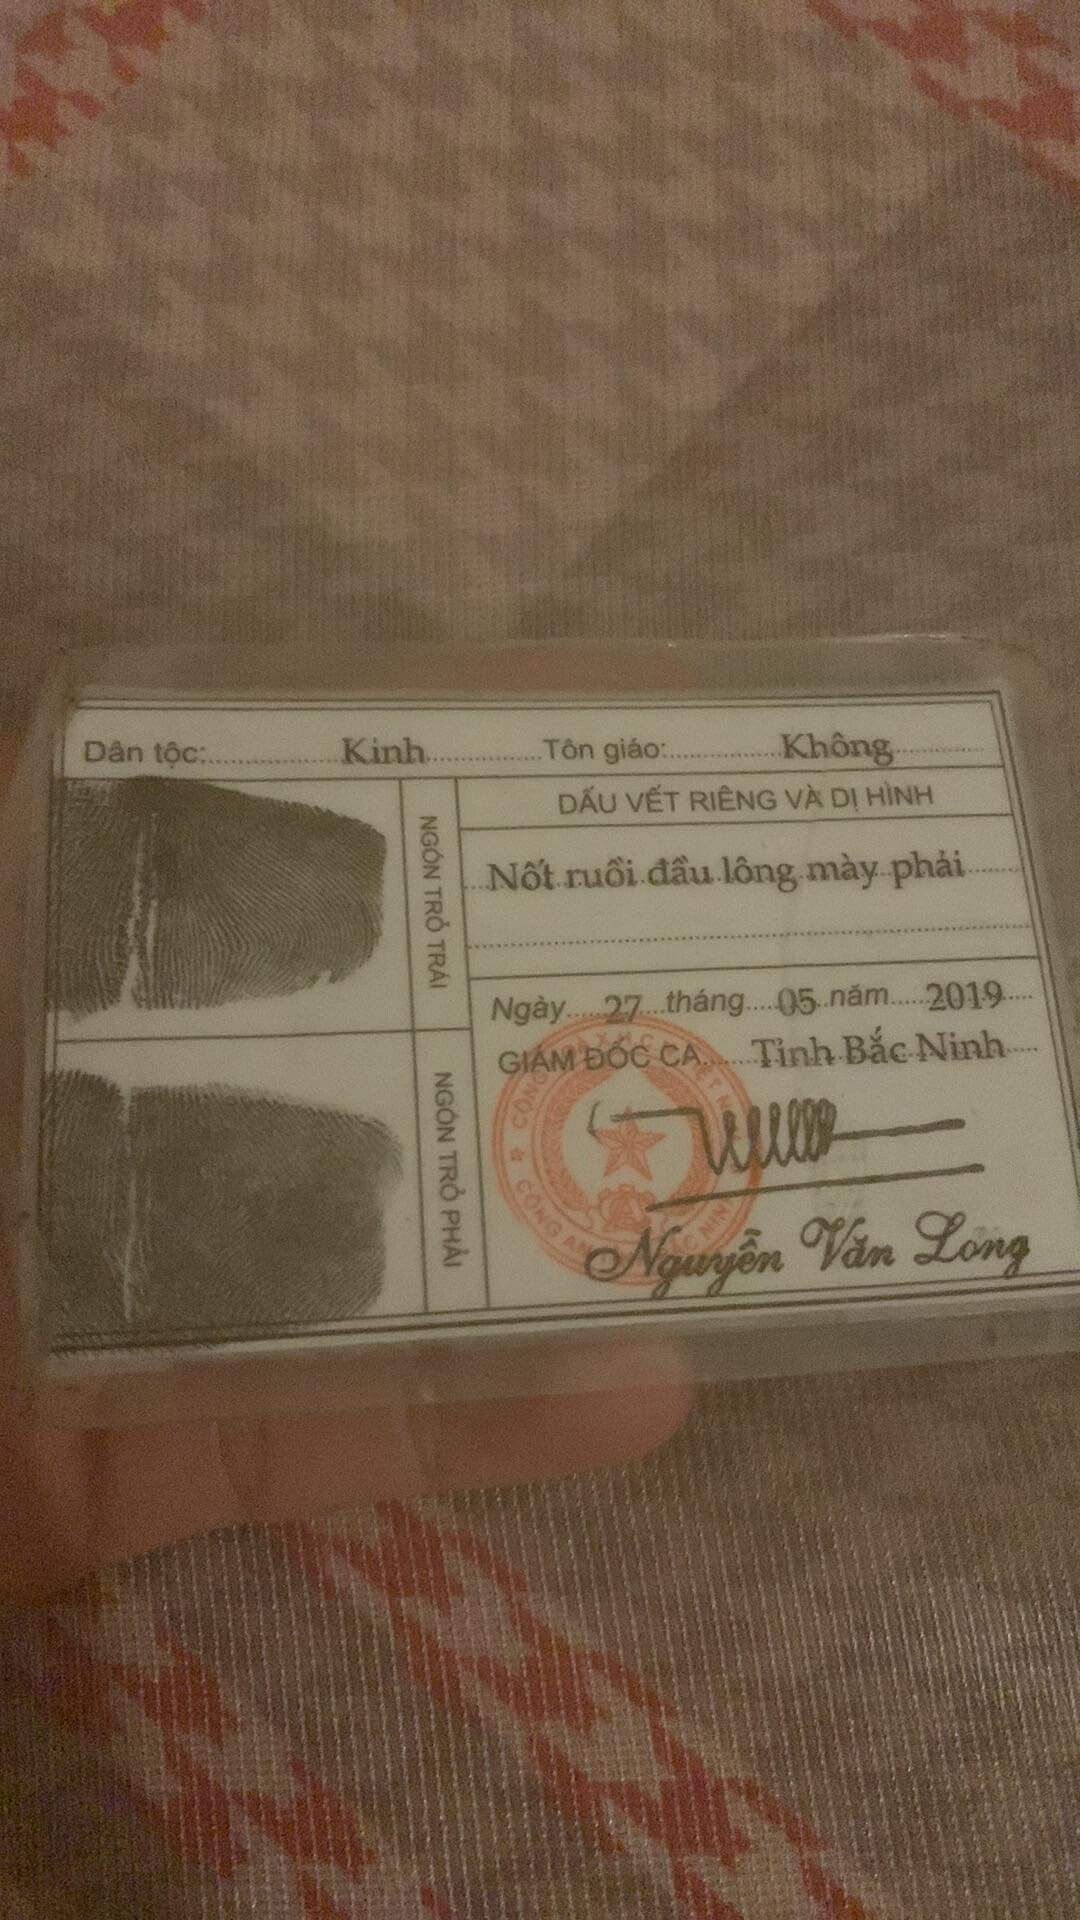 Dân tộc: Kinh Tôn giáo: Không
NGÓN TRỎ TRÁI
NGÓN TRỎ PHẢI
DẤU VẾT RIÊNG VÀ DỊ HÌNH
Nốt ruồi đầu lông mày phải
Ngày 27 tháng 05 năm 2019
GIÁM ĐỐC CA Tỉnh Bắc Ninh
Nguyễn Văn Long